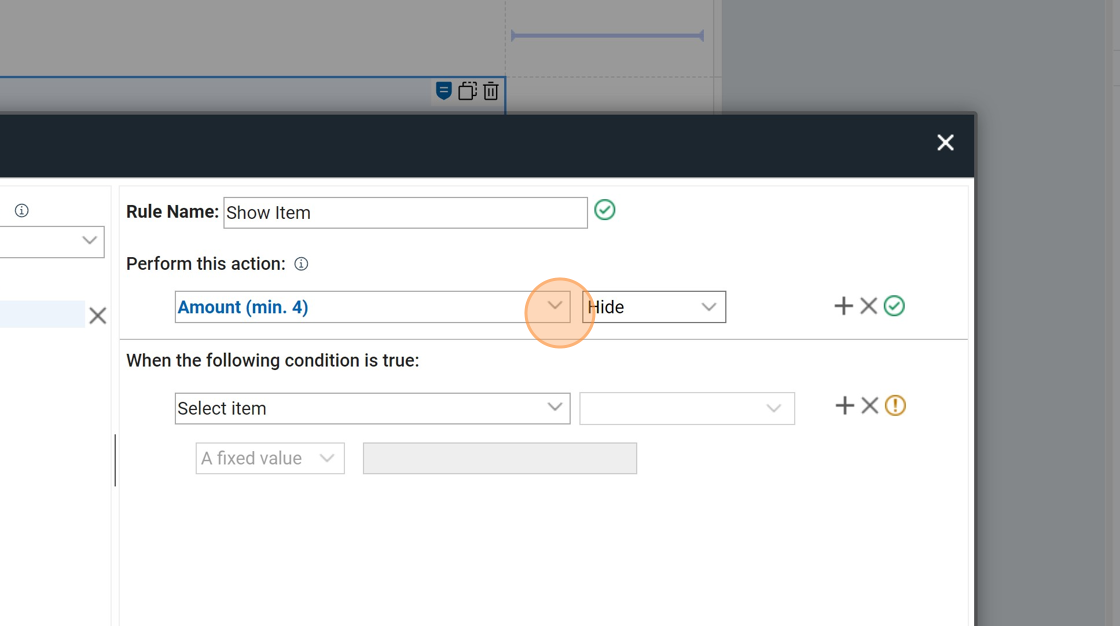 Rule Name: Show Item
Perform this action:
Amount (min. 4) Hide
When the following condition is true:
Select item
A fixed value